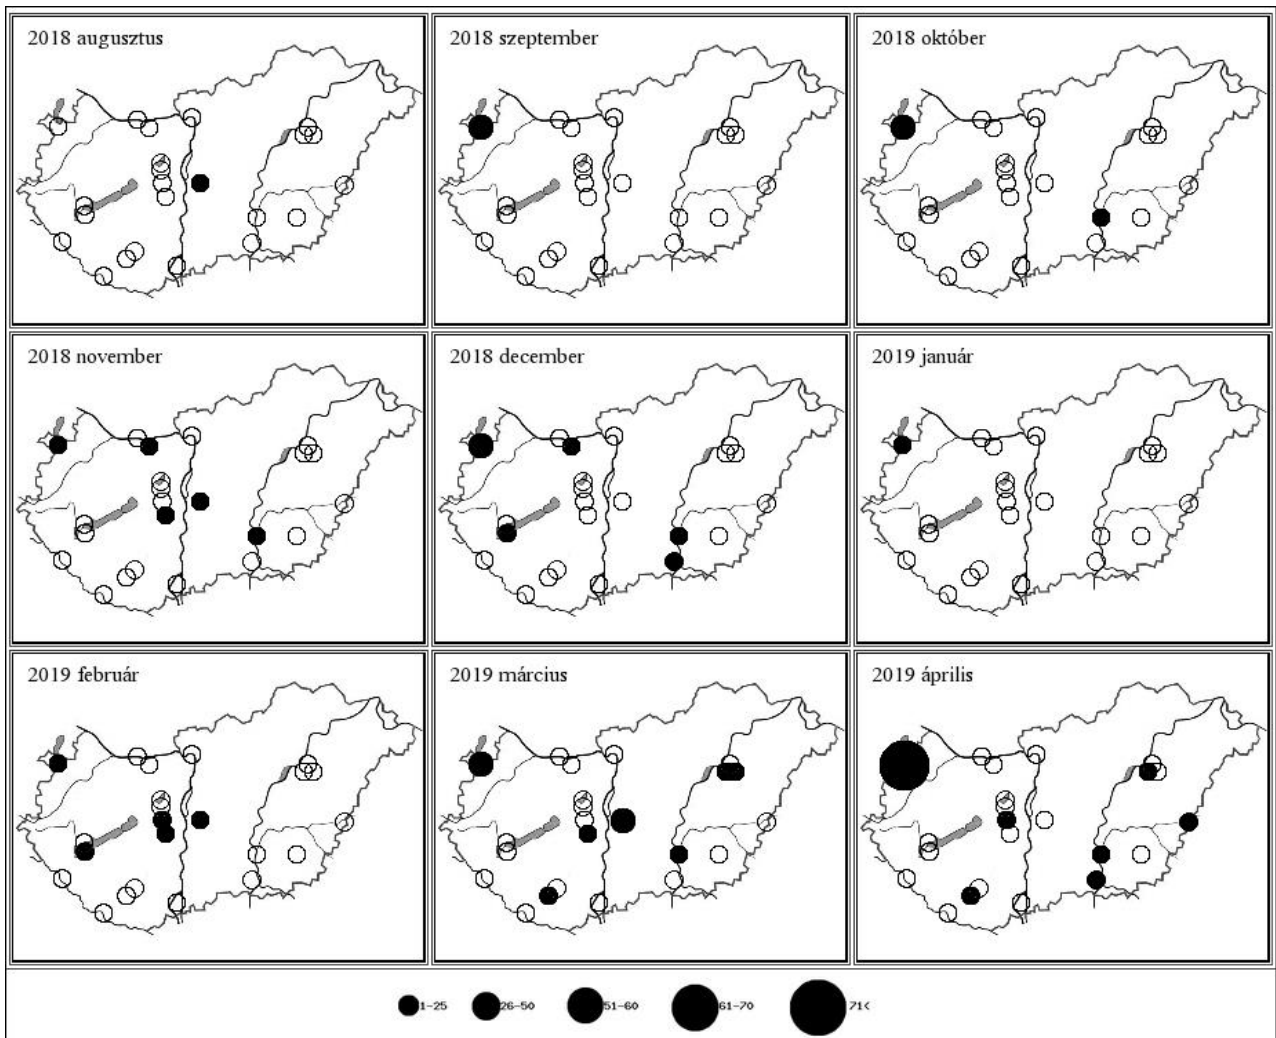 2018 augusztus
2018 szeptember
2018 október
2018 november
2018 december
2019 január
2019 február
2019 március
2019 április
1-25 26-50 51-60 61-70 71<